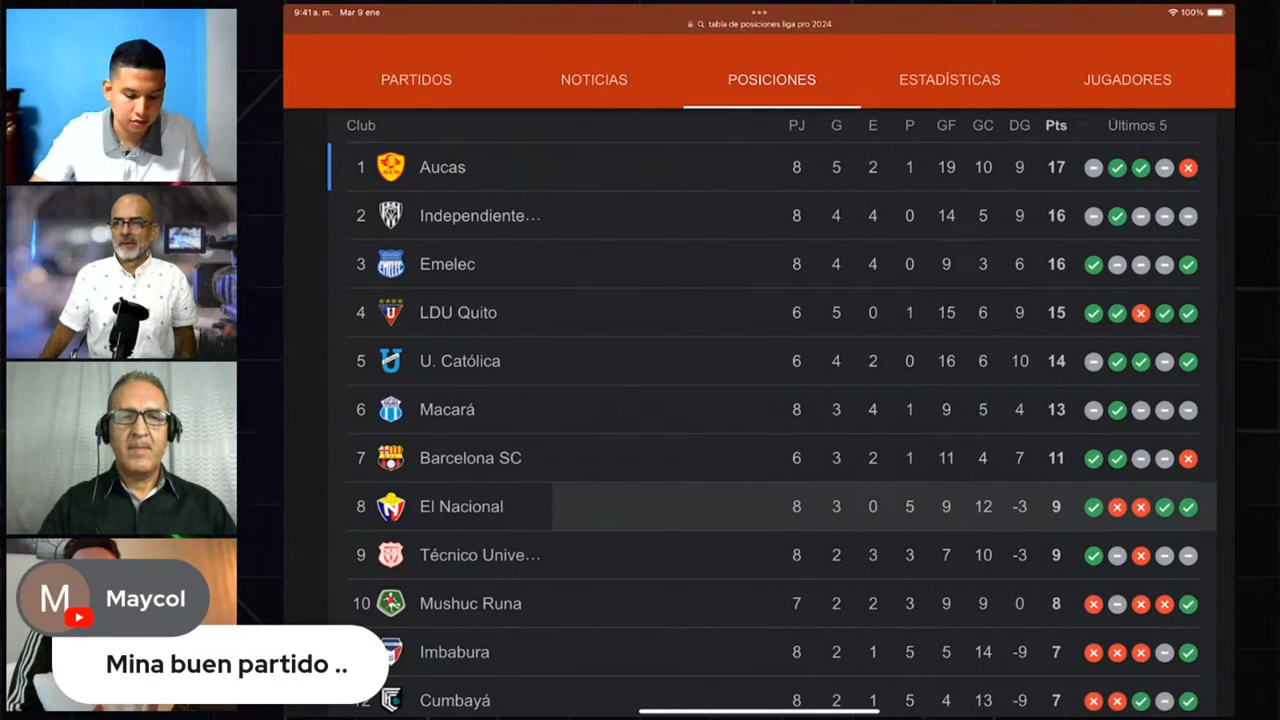 9:41 a. m. Mar 9 ene
100%
tabla de posiciones liga pro 2024
PARTIDOS NOTICIAS POSICIONES ESTADÍSTICAS JUGADORES
Club PJ G E P GF GC DG Pts Últimos 5
1 Aucas 8 5 2 1 19 10 9 17
2 Independiente... 8 4 4 0 14 5 9 16
3 Emelec 8 4 4 0 9 3 6 16
4 LDU Quito 6 5 0 1 15 6 9 15
5 U. Católica 6 4 2 0 16 6 10 14
6 Macará 8 3 4 1 9 5 4 13
7 Barcelona SC 6 3 2 1 11 4 7 11
8 El Nacional 8 3 0 5 9 12 -3 9
9 Técnico Unive... 8 2 3 3 7 10 -3 9
10 Mushuc Runa 7 2 2 3 9 9 0 8
Imbabura 8 2 1 5 5 14 -9 7
12 Cumbayá 8 2 1 5 4 13 -9 7
M Maycol
Mina buen partido ..